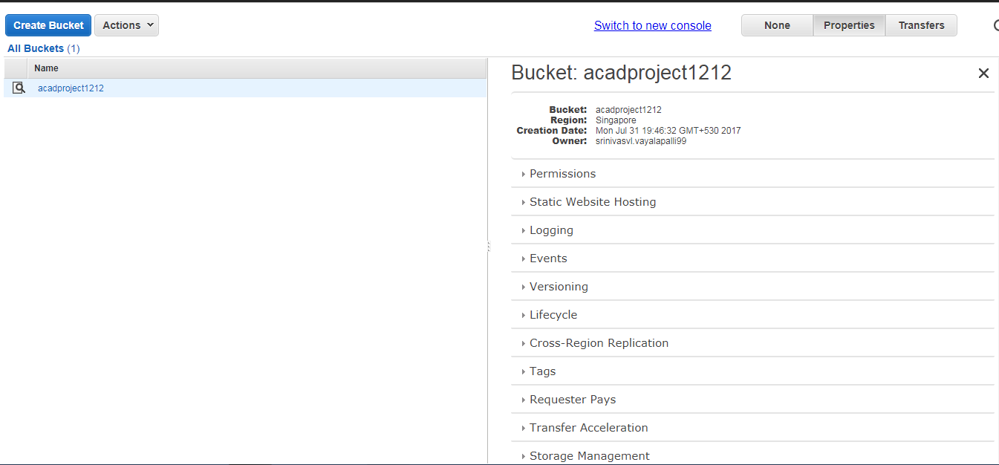 Create Bucket Actions Switch to new console None Properties Transfers
All Buckets (1)
Name
acadproject1212
Bucket: acadproject1212
Bucket: acadproject1212
Region: Singapore
Creation Date: Mon Jul 31 19:46:32 GMT+530 2017
Owner: srinivasvl.vayalapalli99
Permissions
Static Website Hosting
Logging
Events
Versioning
Lifecycle
Cross-Region Replication
Tags
Requester Pays
Transfer Acceleration
Storage Management